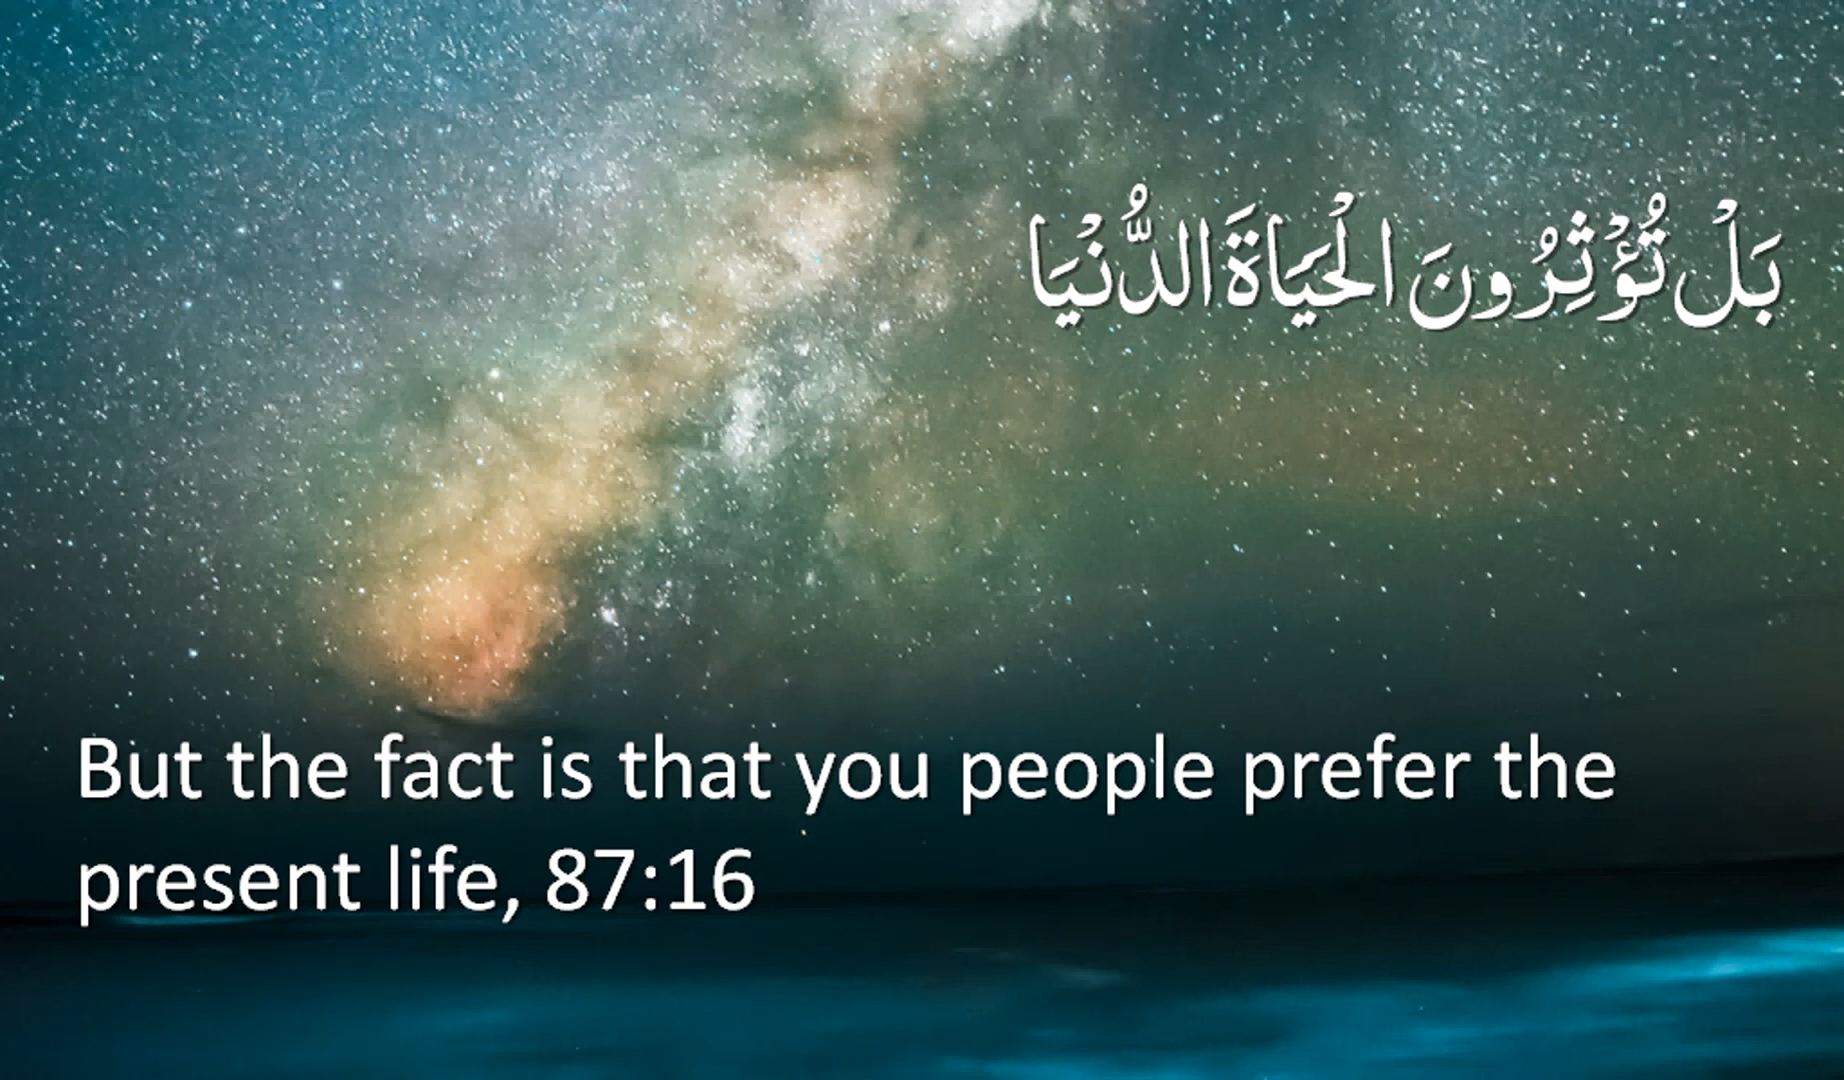 بَلْ تُؤْثِرُونَ الْحَيَاةَ الدُّنْيَا
But the fact is that you people prefer the
present life, 87:16